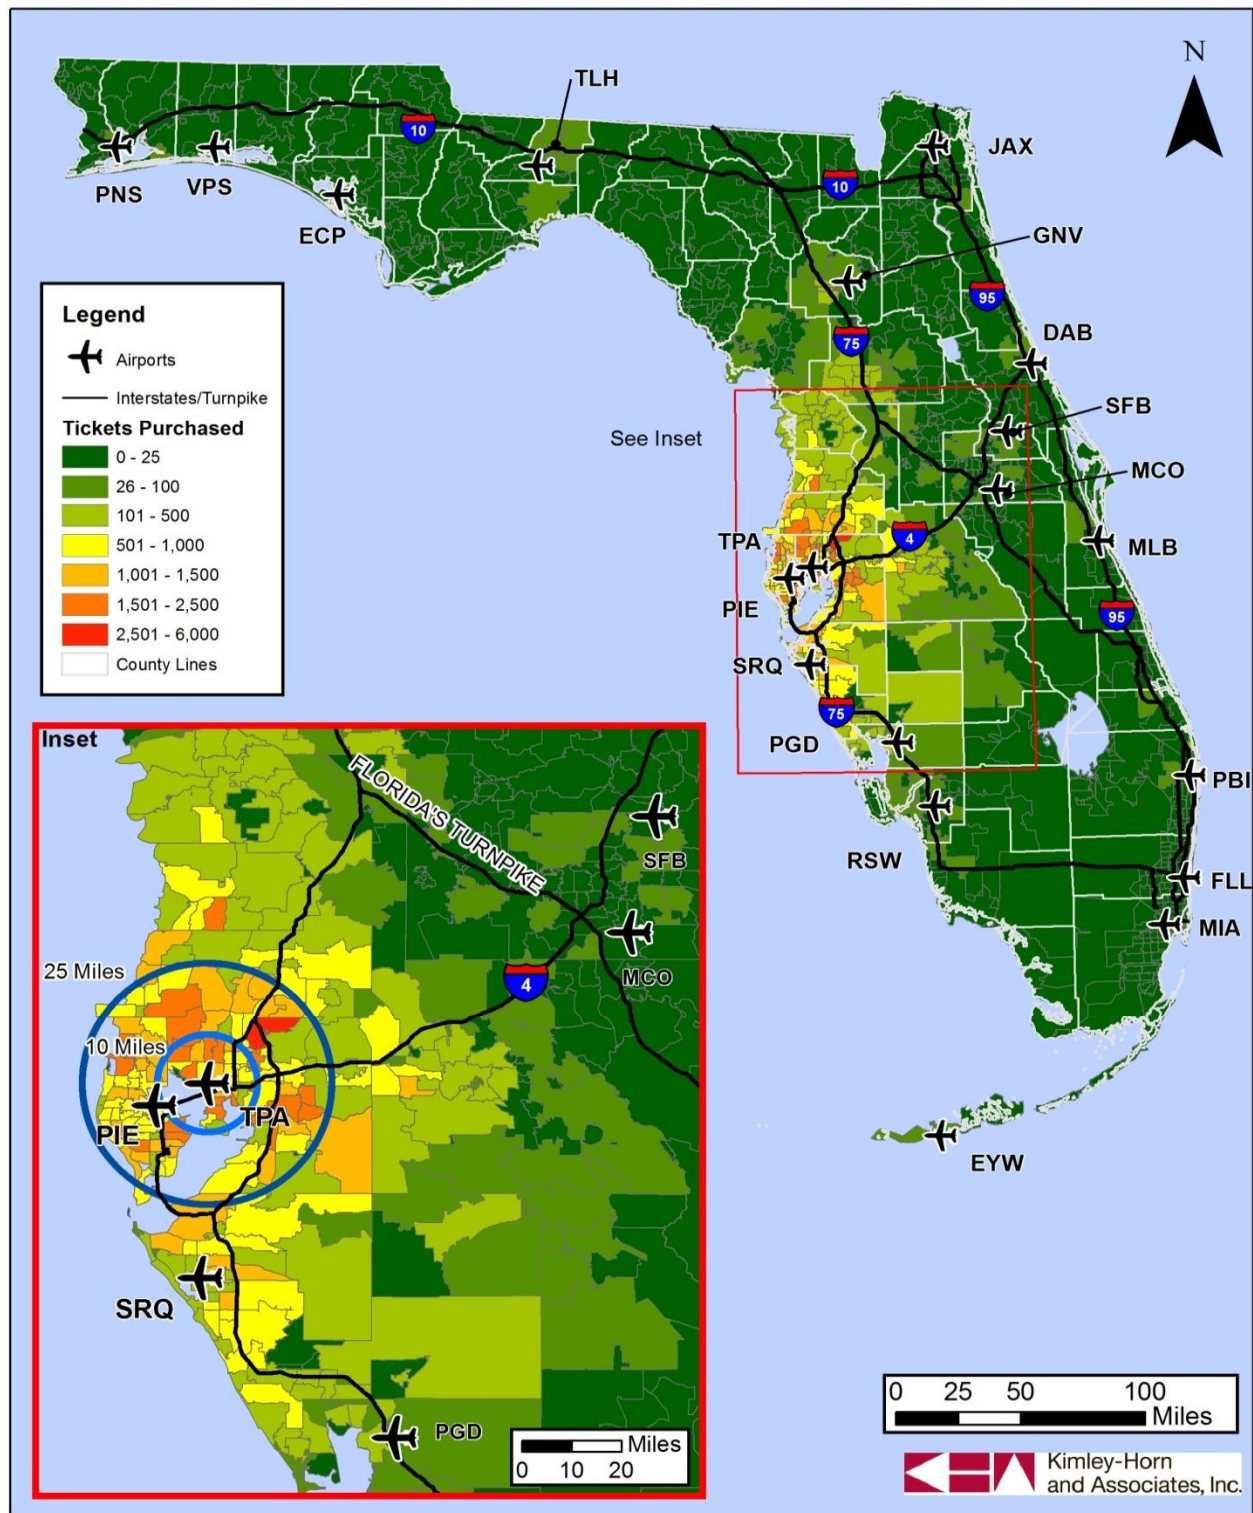 N
TLH
10
JAX
PNS
VPS
10
ECP
GNV
95
Legend
Airports
Interstates/Turnpike
Tickets Purchased
0 - 25
26 - 100
101 - 500
501 - 1,000
1,001 - 1,500
1,501 - 2,500
2,501 - 6,000
County Lines
75
DAB
See Inset
SFB
MCO
TPA
4
MLB
PIE
95
SRQ
75
PGD
PBI
RSW
FLL
MIA
EYW
Inset
FLORIDA'S TURNPIKE
SFB
MCO
25 Miles
4
10 Miles
PIE
TPA
SRQ
PGD
Miles
0 10 20
0 25 50 100
Miles
Kimley-Horn
and Associates, Inc.